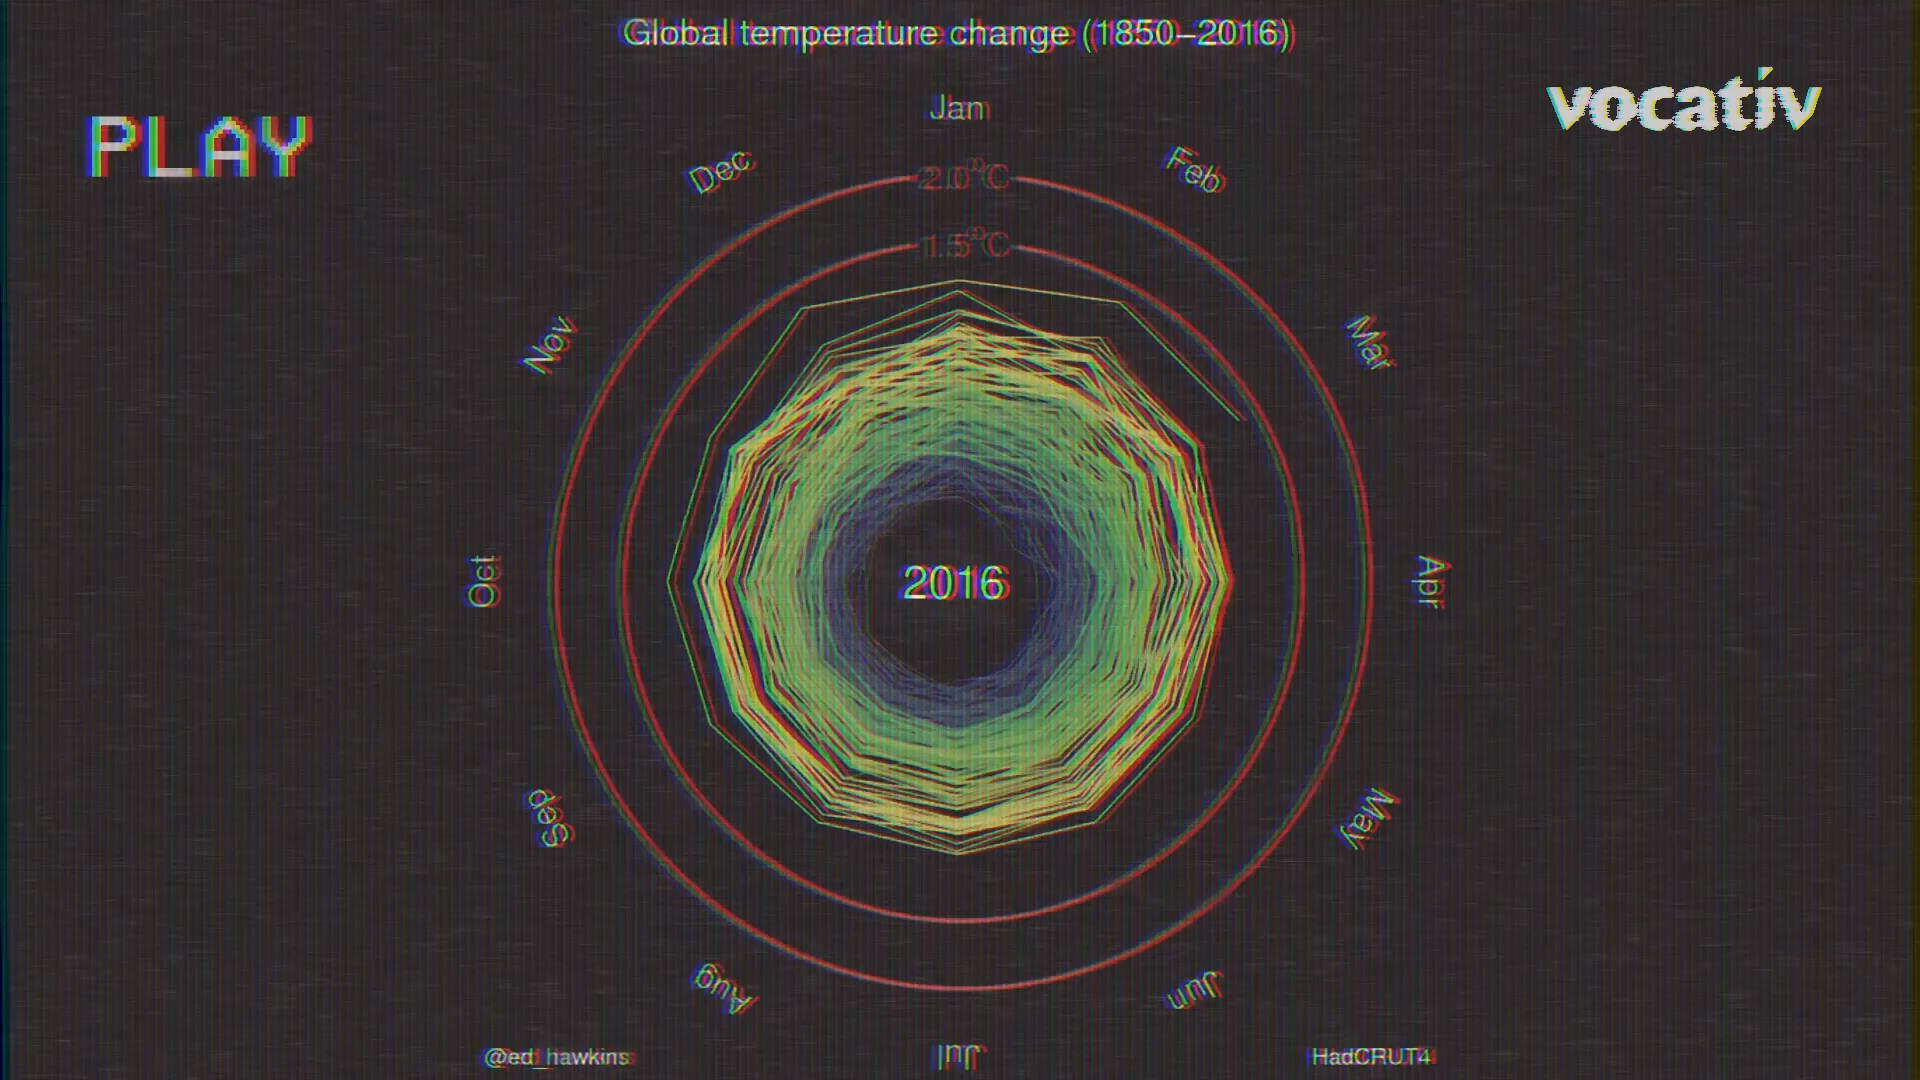 Global temperature change (1850–2016)
PLAY
vocativ
Jan
Feb
Mar
Apr
May
Jun
Jul
Aug
Sep
Oct
Nov
Dec
2.0°C
1.5°C
2016
@ed_hawkins
HadCRUT4